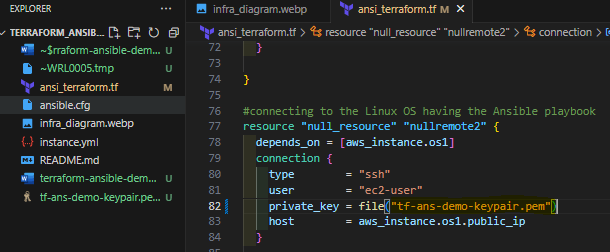 EXPLORER
TERRAFORM_ANSIB...
~$rraform-ansible-dem... U
~WRL0005.tmp U
ansi_terraform.tf M
ansible.cfg
infra_diagram.webp
instance.yml
README.md
terraform-ansible-dem... U
tf-ans-demo-keypair.pe... U
infra_diagram.webp
ansi_terraform.tf M
ansi_terraform.tf > resource "null_resource" "nullremote2" > connection >
72 }
73
74 }
75
76 #connecting to the Linux OS having the Ansible playbook
77 resource "null_resource" "nullremote2" {
78 depends_on = [aws_instance.os1]
79 connection {
80 type = "ssh"
81 user = "ec2-user"
82 private_key = file("tf-ans-demo-keypair.pem")
83 host = aws_instance.os1.public_ip
84 }